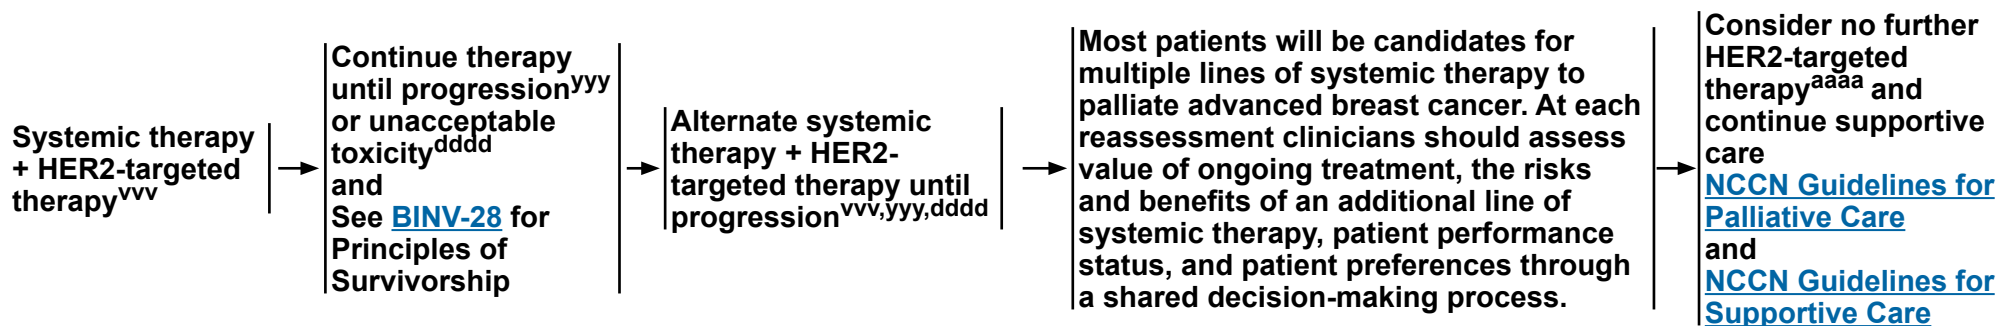 Systemic therapy
+ HER2-targeted
therapyvvv
Continue therapy
until progressionyyy
or unacceptable
toxicitydddd
and
See BINV-28 for
Principles of
Survivorship
Alternate systemic
therapy + HER2-
targeted therapy until
progressionvvv,yyy,dddd
Most patients will be candidates for
multiple lines of systemic therapy to
palliate advanced breast cancer. At each
reassessment clinicians should assess
value of ongoing treatment, the risks
and benefits of an additional line of
systemic therapy, patient performance
status, and patient preferences through
a shared decision-making process.
Consider no further
HER2-targeted
therapyaaaa and
continue supportive
care
NCCN Guidelines for
Palliative Care
and
NCCN Guidelines for
Supportive Care